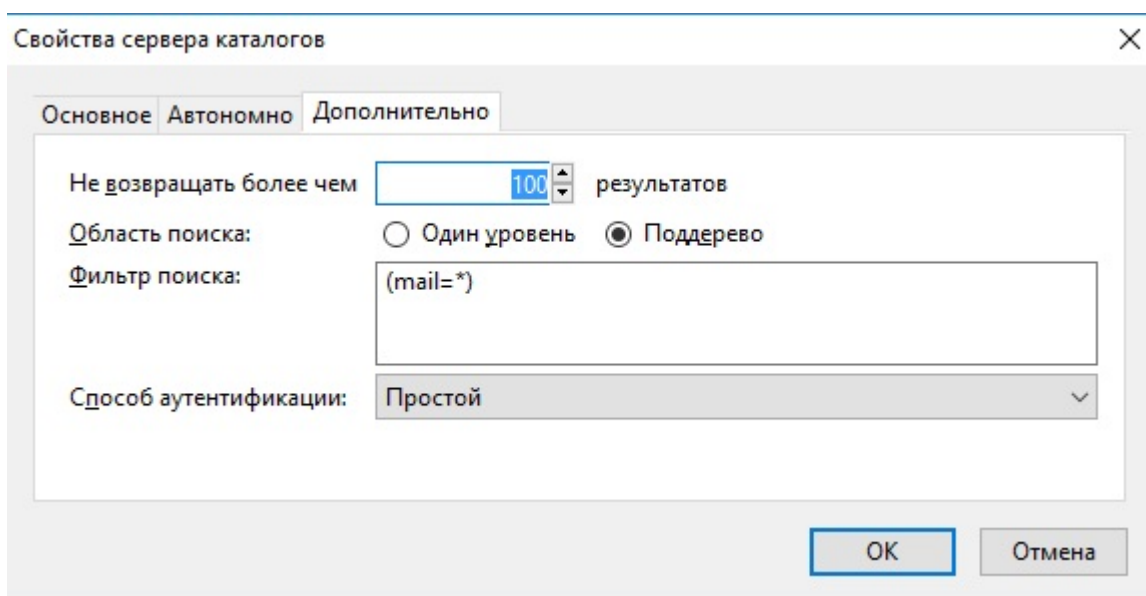 Свойства сервера каталогов
Основное Автономно Дополнительно
Не возвращать более чем 100 результатов
Область поиска: Один уровень Поддерево
Фильтр поиска: (mail=*)
Способ аутентификации: Простой
ОК Отмена